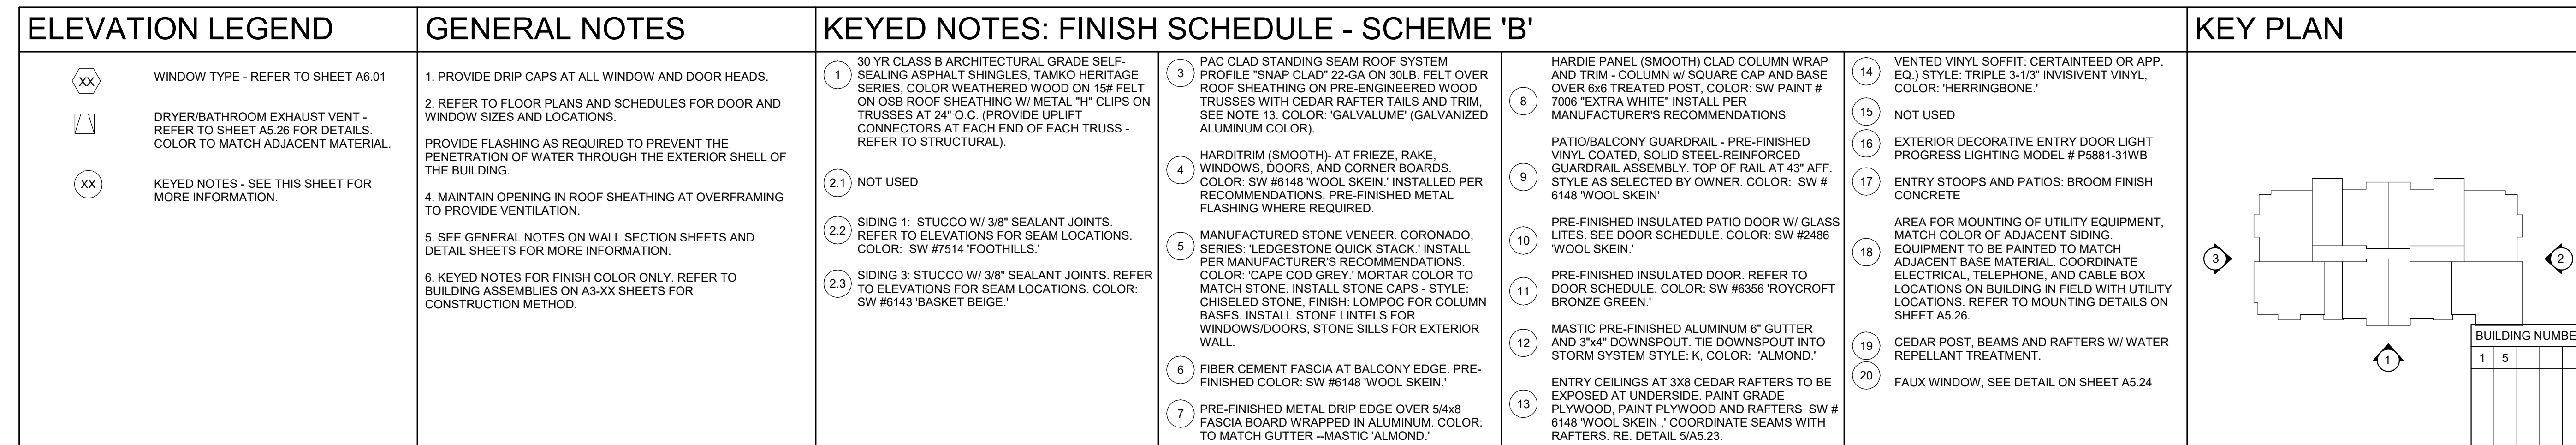 ELEVATION LEGEND
XX
WINDOW TYPE - REFER TO SHEET A6.01
DRYER/BATHROOM EXHAUST VENT -
REFER TO SHEET A5.26 FOR DETAILS.
COLOR TO MATCH ADJACENT MATERIAL.
XX
KEYED NOTES - SEE THIS SHEET FOR
MORE INFORMATION.
GENERAL NOTES
1. PROVIDE DRIP CAPS AT ALL WINDOW AND DOOR HEADS.
2. REFER TO FLOOR PLANS AND SCHEDULES FOR DOOR AND
WINDOW SIZES AND LOCATIONS.
PROVIDE FLASHING AS REQUIRED TO PREVENT THE
PENETRATION OF WATER THROUGH THE EXTERIOR SHELL OF
THE BUILDING.
4. MAINTAIN OPENING IN ROOF SHEATHING AT OVERFRAMING
TO PROVIDE VENTILATION.
5. SEE GENERAL NOTES ON WALL SECTION SHEETS AND
DETAIL SHEETS FOR MORE INFORMATION.
6. KEYED NOTES FOR FINISH COLOR ONLY. REFER TO
BUILDING ASSEMBLIES ON A3-XX SHEETS FOR
CONSTRUCTION METHOD.
KEYED NOTES: FINISH SCHEDULE - SCHEME 'B'
1
30 YR CLASS B ARCHITECTURAL GRADE SELF-
SEALING ASPHALT SHINGLES, TAMKO HERITAGE
SERIES, COLOR WEATHERED WOOD ON 15# FELT
ON OSB ROOF SHEATHING W/ METAL "H" CLIPS ON
TRUSSES AT 24" O.C. (PROVIDE UPLIFT
CONNECTORS AT EACH END OF EACH TRUSS -
REFER TO STRUCTURAL).
2.1 NOT USED
2.2
SIDING 1: STUCCO W/ 3/8" SEALANT JOINTS.
REFER TO ELEVATIONS FOR SEAM LOCATIONS.
COLOR: SW #7514 'FOOTHILLS.'
2.3
SIDING 3: STUCCO W/ 3/8" SEALANT JOINTS. REFER
TO ELEVATIONS FOR SEAM LOCATIONS. COLOR:
SW #6143 'BASKET BEIGE.'
3
PAC CLAD STANDING SEAM ROOF SYSTEM
PROFILE "SNAP CLAD" 22-GA ON 30LB. FELT OVER
ROOF SHEATHING ON PRE-ENGINEERED WOOD
TRUSSES WITH CEDAR RAFTER TAILS AND TRIM,
SEE NOTE 13. COLOR: 'GALVALUME' (GALVANIZED
ALUMINUM COLOR).
4
HARDITRIM (SMOOTH)- AT FRIEZE, RAKE,
WINDOWS, DOORS, AND CORNER BOARDS.
COLOR: SW #6148 'WOOL SKEIN.' INSTALLED PER
RECOMMENDATIONS. PRE-FINISHED METAL
FLASHING WHERE REQUIRED.
5
MANUFACTURED STONE VENEER. CORONADO,
SERIES: 'LEDGESTONE QUICK STACK.' INSTALL
PER MANUFACTURER'S RECOMMENDATIONS.
COLOR: 'CAPE COD GREY.' MORTAR COLOR TO
MATCH STONE. INSTALL STONE CAPS - STYLE:
CHISELED STONE, FINISH: LOMPOC FOR COLUMN
BASES. INSTALL STONE LINTELS FOR
WINDOWS/DOORS, STONE SILLS FOR EXTERIOR
WALL.
6
FIBER CEMENT FASCIA AT BALCONY EDGE. PRE-
FINISHED COLOR: SW #6148 'WOOL SKEIN.'
7
PRE-FINISHED METAL DRIP EDGE OVER 5/4x8
FASCIA BOARD WRAPPED IN ALUMINUM. COLOR:
TO MATCH GUTTER --MASTIC 'ALMOND.'
8
HARDIE PANEL (SMOOTH) CLAD COLUMN WRAP
AND TRIM - COLUMN w/ SQUARE CAP AND BASE
OVER 6x6 TREATED POST, COLOR: SW PAINT #
7006 "EXTRA WHITE" INSTALL PER
MANUFACTURER'S RECOMMENDATIONS
9
PATIO/BALCONY GUARDRAIL - PRE-FINISHED
VINYL COATED, SOLID STEEL-REINFORCED
GUARDRAIL ASSEMBLY. TOP OF RAIL AT 43" AFF.
STYLE AS SELECTED BY OWNER. COLOR: SW #
6148 'WOOL SKEIN'
10
PRE-FINISHED INSULATED PATIO DOOR W/ GLASS
LITES. SEE DOOR SCHEDULE. COLOR: SW #2486
'WOOL SKEIN.'
11
PRE-FINISHED INSULATED DOOR. REFER TO
DOOR SCHEDULE. COLOR: SW #6356 'ROYCROFT
BRONZE GREEN.'
12
MASTIC PRE-FINISHED ALUMINUM 6" GUTTER
AND 3"x4" DOWNSPOUT. TIE DOWNSPOUT INTO
STORM SYSTEM STYLE: K, COLOR: 'ALMOND.'
13
ENTRY CEILINGS AT 3X8 CEDAR RAFTERS TO BE
EXPOSED AT UNDERSIDE. PAINT GRADE
PLYWOOD, PAINT PLYWOOD AND RAFTERS SW #
6148 'WOOL SKEIN ,' COORDINATE SEAMS WITH
RAFTERS. RE. DETAIL 5/A5.23.
14
VENTED VINYL SOFFIT: CERTAINTEED OR APP.
EQ.) STYLE: TRIPLE 3-1/3" INVISIVENT VINYL,
COLOR: 'HERRINGBONE.'
15 NOT USED
16
EXTERIOR DECORATIVE ENTRY DOOR LIGHT
PROGRESS LIGHTING MODEL # P5881-31WB
17
ENTRY STOOPS AND PATIOS: BROOM FINISH
CONCRETE
18
AREA FOR MOUNTING OF UTILITY EQUIPMENT,
MATCH COLOR OF ADJACENT SIDING.
EQUIPMENT TO BE PAINTED TO MATCH
ADJACENT BASE MATERIAL. COORDINATE
ELECTRICAL, TELEPHONE, AND CABLE BOX
LOCATIONS ON BUILDING IN FIELD WITH UTILITY
LOCATIONS. REFER TO MOUNTING DETAILS ON
SHEET A5.26.
19
CEDAR POST, BEAMS AND RAFTERS W/ WATER
REPELLANT TREATMENT.
20
FAUX WINDOW, SEE DETAIL ON SHEET A5.24
KEY PLAN
3
2
1
BUILDING NUMBE
1 5